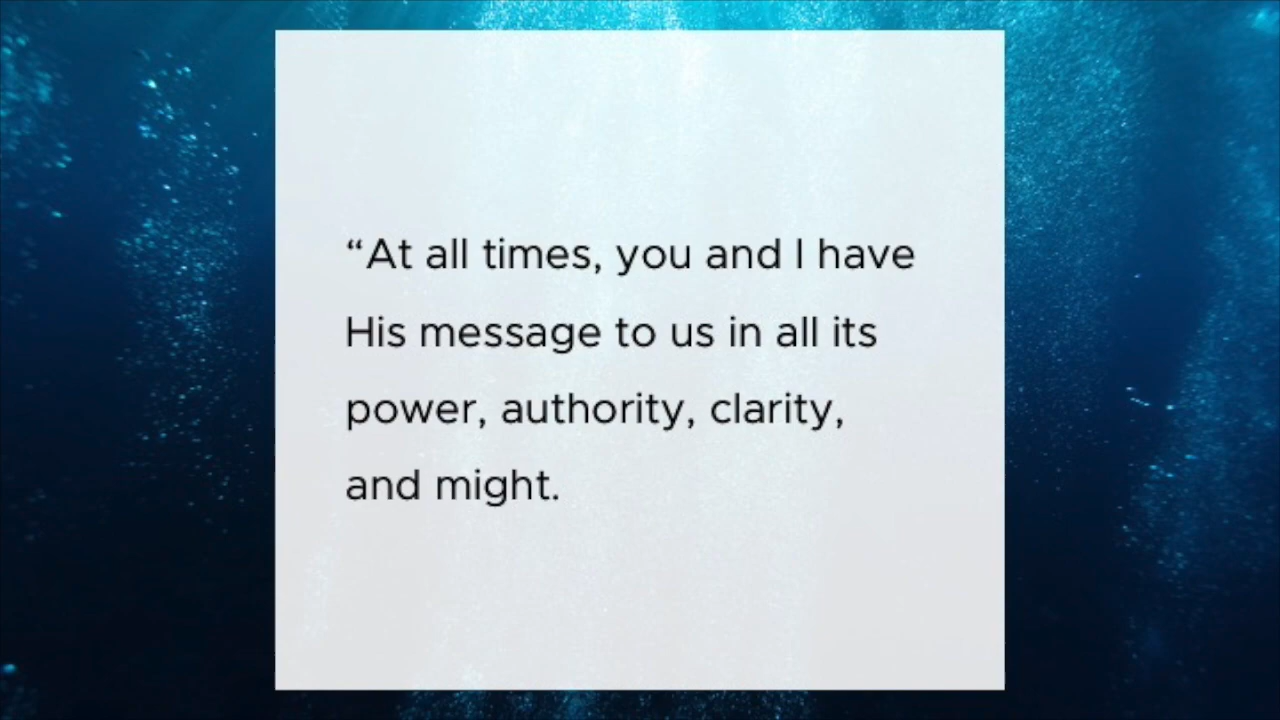 “At all times, you and I have
His message to us in all its
power, authority, clarity,
and might.